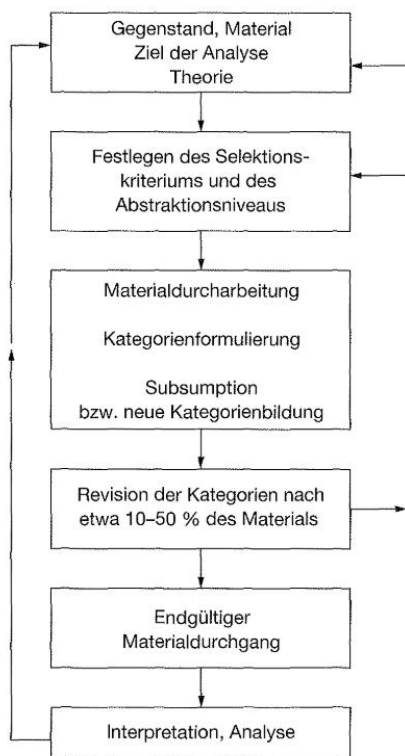 Gegenstand, Material
Ziel der Analyse
Theorie
Festlegen des Selektions-
kriteriums und des
Abstraktionsniveaus
Materialdurcharbeitung
Kategorienformulierung
Subsumption
bzw. neue Kategorienbildung
Revision der Kategorien nach
etwa 10–50 % des Materials
Endgültiger
Materialdurchgang
Interpretation, Analyse